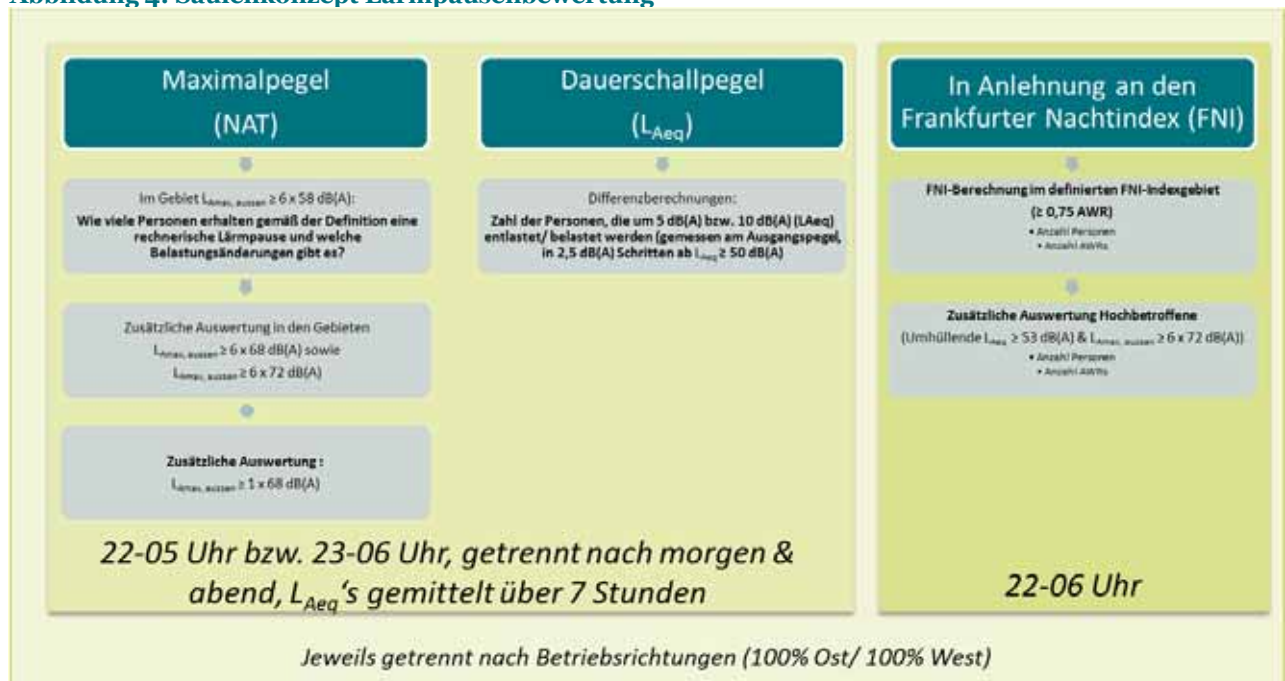 Abbildung 4: Säulenkonzept Lärmpausenbewertung
Maximalpegel
(NAT)
Im Gebiet LAmax, aussen ≥ 6 x 58 dB(A):
Wie viele Personen erhalten gemäß der Definition eine
rechnerische Lärmpause und welche
Belastungsänderungen gibt es?
Zusätzliche Auswertung in den Gebieten
LAmax, aussen ≥ 6 x 68 dB(A) sowie
LAmax, aussen ≥ 6 x 72 dB(A)
Zusätzliche Auswertung :
LAmax, aussen ≥ 1 x 68 dB(A)
Dauerschallpegel
(LAeq)
Differenzberechnungen:
Zahl der Personen, die um 5 dB(A) bzw. 10 dB(A) (LAeq)
entlastet/ belastet werden (gemessen am Ausgangspegel,
in 2,5 dB(A) Schritten ab LAeq ≥ 50 dB(A)
22-05 Uhr bzw. 23-06 Uhr, getrennt nach morgen &
abend, LAeq's gemittelt über 7 Stunden
In Anlehnung an den
Frankfurter Nachtindex (FNI)
FNI-Berechnung im definierten FNI-Indexgebiet
(≥ 0,75 AWR)
• Anzahl Personen
• Anzahl AWRs
Zusätzliche Auswertung Hochbetroffene
(Umhüllende LAeq ≥ 53 dB(A) & LAmax, aussen ≥ 6 x 72 dB(A))
• Anzahl Personen
• Anzahl AWRs
22-06 Uhr
Jeweils getrennt nach Betriebsrichtungen (100% Ost/ 100% West)